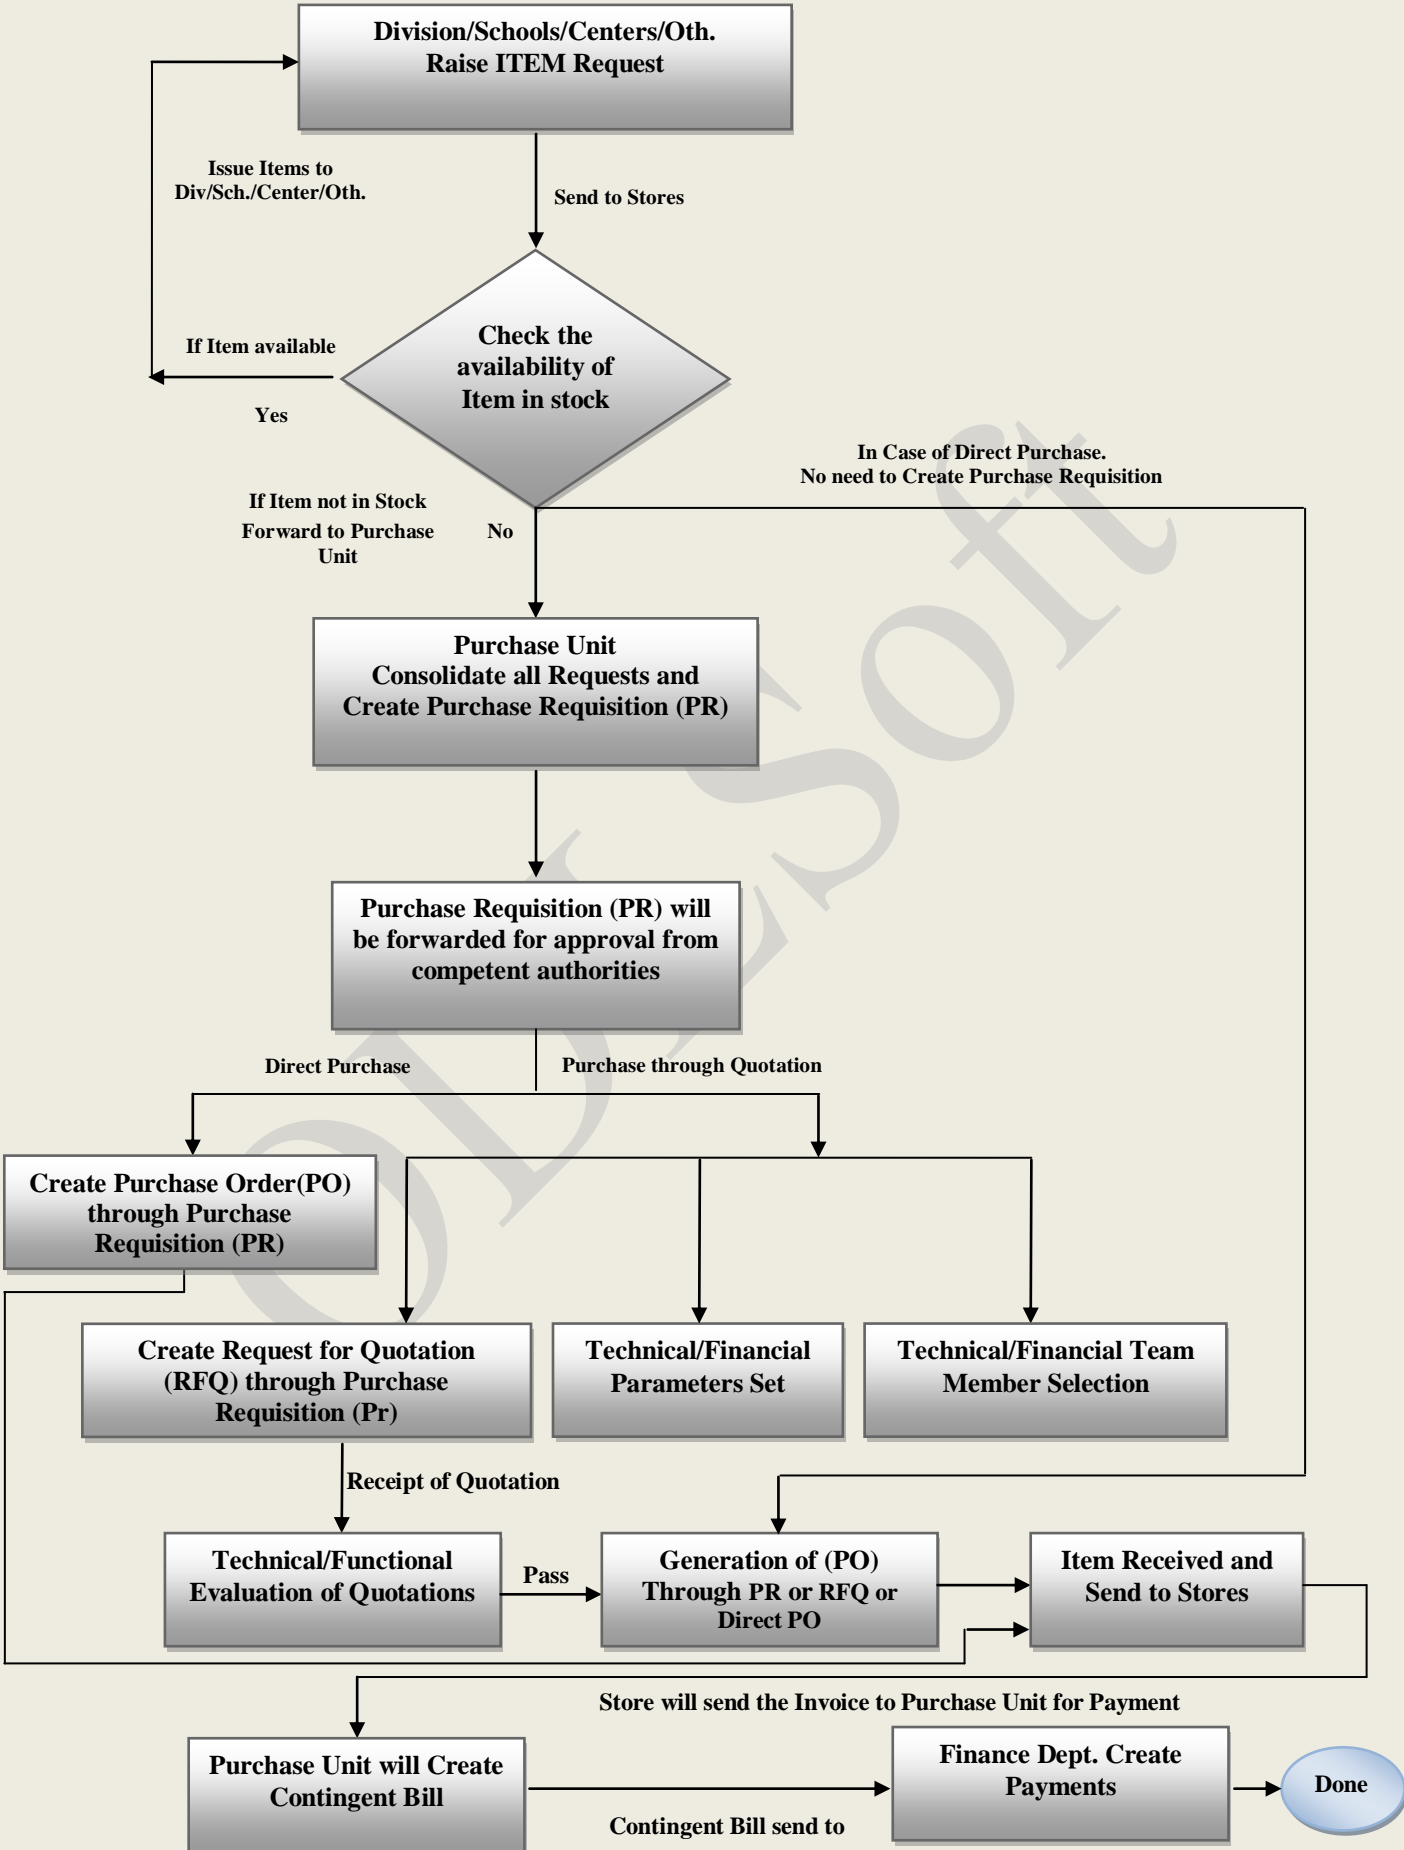 Division/Schools/Centers/Oth.
Raise ITEM Request
Issue Items to
Div/Sch./Center/Oth.
Send to Stores
Check the
availability of
Item in stock
If Item available
Yes
In Case of Direct Purchase.
No need to Create Purchase Requisition
If Item not in Stock
Forward to Purchase
Unit
No
Purchase Unit
Consolidate all Requests and
Create Purchase Requisition (PR)
Purchase Requisition (PR) will
be forwarded for approval from
competent authorities
Direct Purchase
Purchase through Quotation
Create Purchase Order(PO)
through Purchase
Requisition (PR)
Create Request for Quotation
(RFQ) through Purchase
Requisition (Pr)
Technical/Financial
Parameters Set
Technical/Financial Team
Member Selection
Receipt of Quotation
Technical/Functional
Evaluation of Quotations
Pass
Generation of (PO)
Through PR or RFQ or
Direct PO
Item Received and
Send to Stores
Store will send the Invoice to Purchase Unit for Payment
Purchase Unit will Create
Contingent Bill
Contingent Bill send to
Finance Dept. Create
Payments
Done